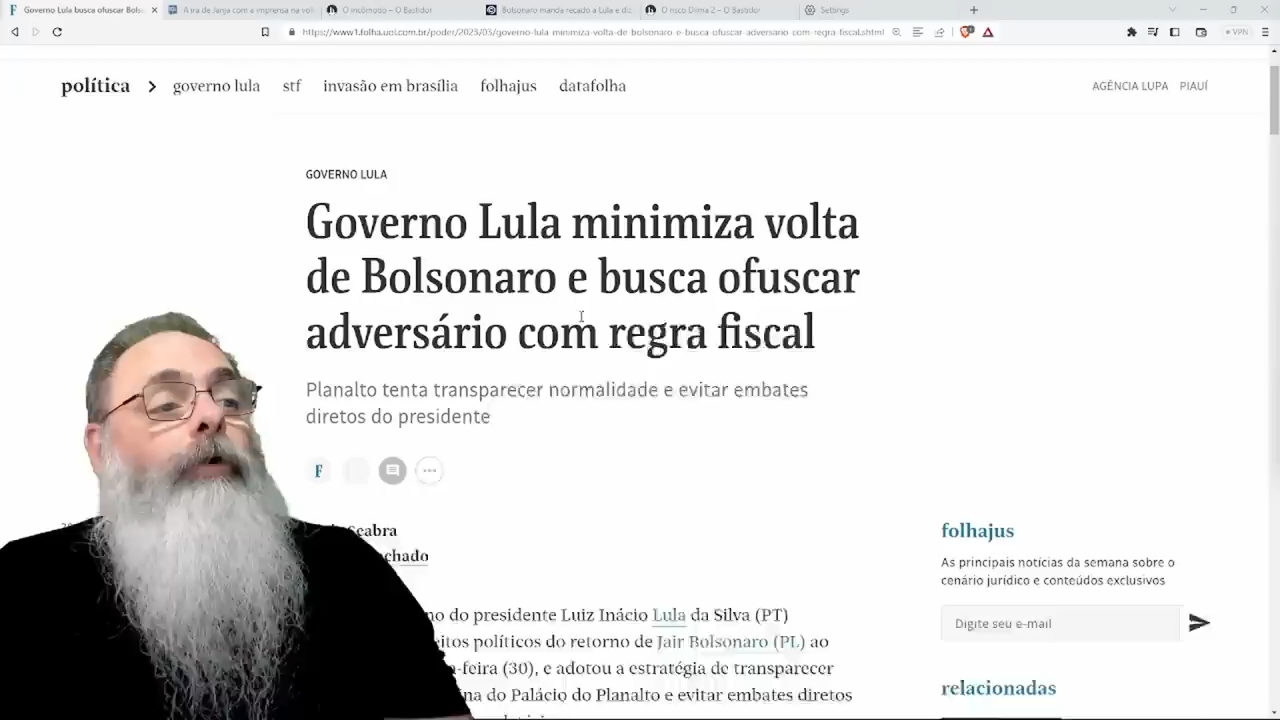 Governo Lula busca ofuscar Bols
A ira de Janja com a imprensa na vol
O incômodo – O Bastidor
Bolsonaro manda recado a Lula e diz
O risco Dilma 2 – O Bastidor
Settings
https://www1.folha.uol.com.br/poder/2023/03/governo-lula-minimiza-volta-de-bolsonaro-e-busca-ofuscar-adversario-com-regra-fiscal.shtml
VPN
política
governo lula
stf
invasão em brasília
folhajus
datafolha
AGÊNCIA LUPA
PIAUÍ
GOVERNO LULA
Governo Lula minimiza volta
de Bolsonaro e busca ofuscar
adversário com regra fiscal
Planalto tenta transparecer normalidade e evitar embates
diretos do presidente
F
Seabra
chado
no do presidente Luiz Inácio Lula da Silva (PT)
eitos políticos do retorno de Jair Bolsonaro (PL) ao
-feira (30), e adotou a estratégia de transparecer
na do Palácio do Planalto e evitar embates diretos
folhajus
As principais notícias da semana sobre o
cenário jurídico e conteúdos exclusivos
Digite seu e-mail
relacionadas